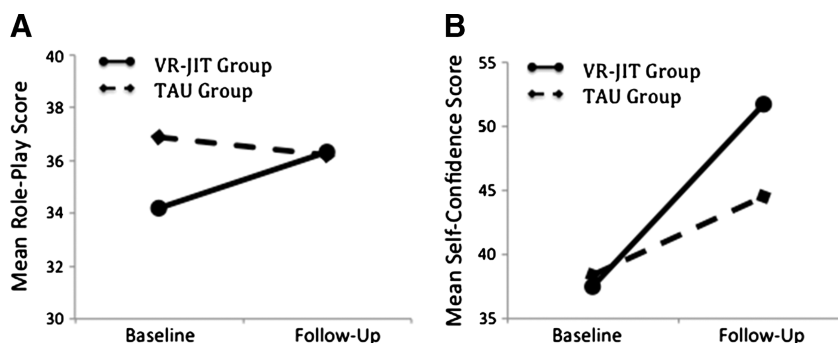 A
Mean Role-Play Score
40
38
36
34
32
30
VR-JIT Group
TAU Group
Baseline
Follow-Up
B
Mean Self-Confidence Score
55
50
45
40
35
VR-JIT Group
TAU Group
Baseline
Follow-Up